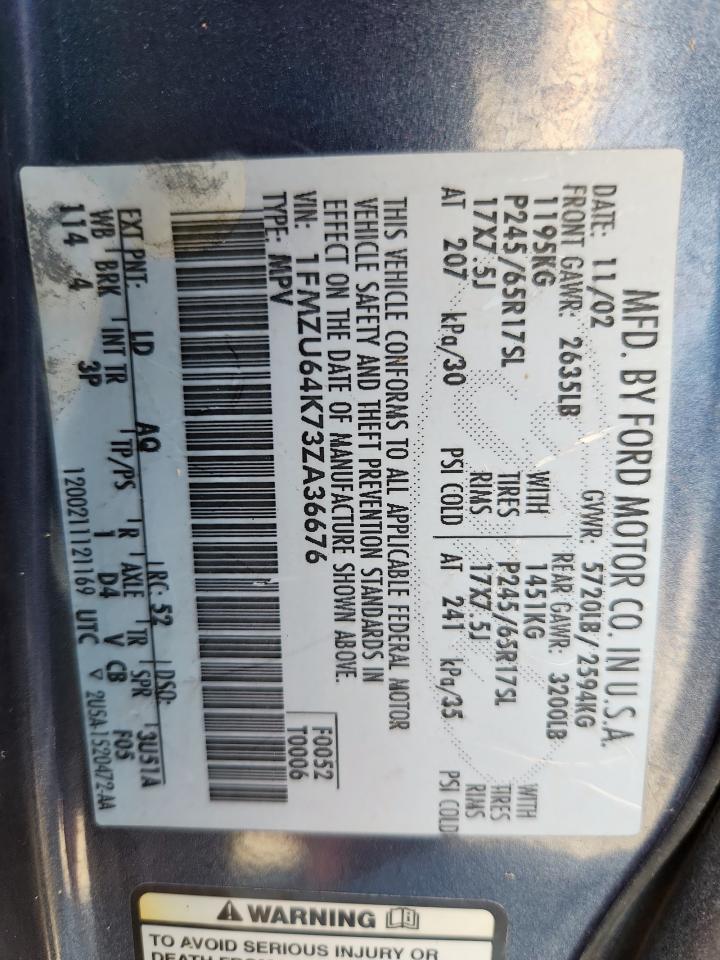 MFD. BY FORD MOTOR CO. IN U.S.A.
DATE: 11/02 GVWR: 5720LB/ 2594KG
FRONT GAWR: 2635LB REAR GAWR: 3200LB
1195KG WITH 1451KG WITH
P245/65R17SL TIRES P245/65R17SL TIRES
17X7.5J RIMS 17X7.5J RIMS
AT 207 kPa/30 PSI COLD AT 241 kPa/35 PSI COLD
THIS VEHICLE CONFORMS TO ALL APPLICABLE FEDERAL MOTOR
VEHICLE SAFETY AND THEFT PREVENTION STANDARDS IN
EFFECT ON THE DATE OF MANUFACTURE SHOWN ABOVE.
VIN: 1FMZU64K73ZA36676 F0052
TYPE: MPV T0006
EXT PNT: LD AQ RC: 52 DSO: 3U51A
WB BRK INT TR TP/PS R AXLE TR SPR F05
114 4 3P 1 D4 V CB
1200211121169 UTC ▽ 2U5A-1520472-AA
⚠ WARNING
TO AVOID SERIOUS INJURY OR